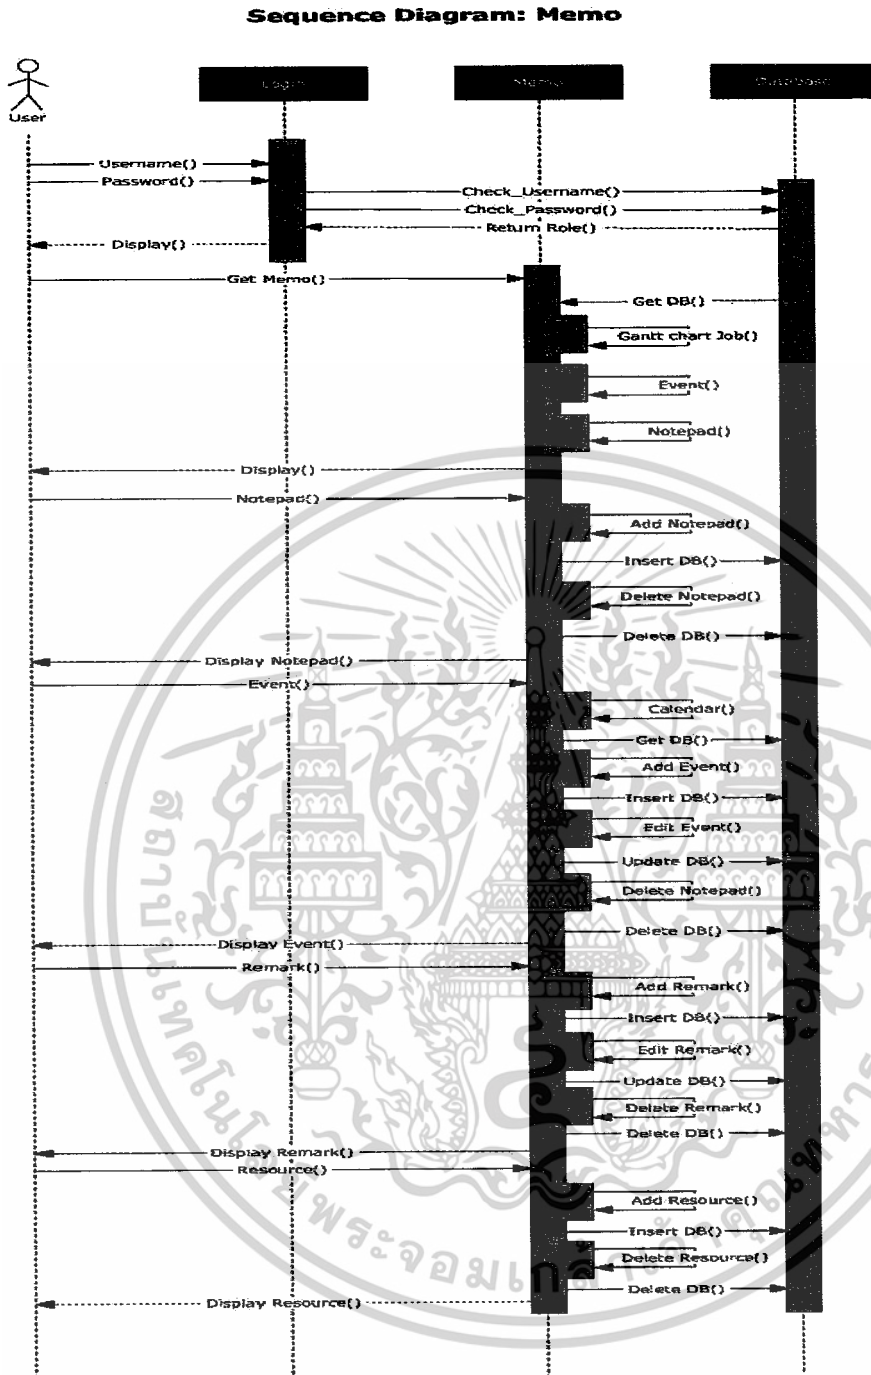 Sequence Diagram: Memo
Login
Memo
Database
User
Username()
Password()
Check_Username()
Check_Password()
Return Role()
Display()
Get Memo()
Get DB()
Gantt chart Job()
Event()
Notepad()
Display()
Notepad()
Add Notepad()
Insert DB()
Delete Notepad()
Delete DB()
Display Notepad()
Event()
Calendar()
Get DB()
Add Event()
Insert DB()
Edit Event()
Update DB()
Delete Notepad()
Delete DB()
Display Event()
Remark()
Add Remark()
Insert DB()
Edit Remark()
Update DB()
Delete Remark()
Delete DB()
Display Remark()
Resource()
Add Resource()
Insert DB()
Delete Resource()
Delete DB()
Display Resource()